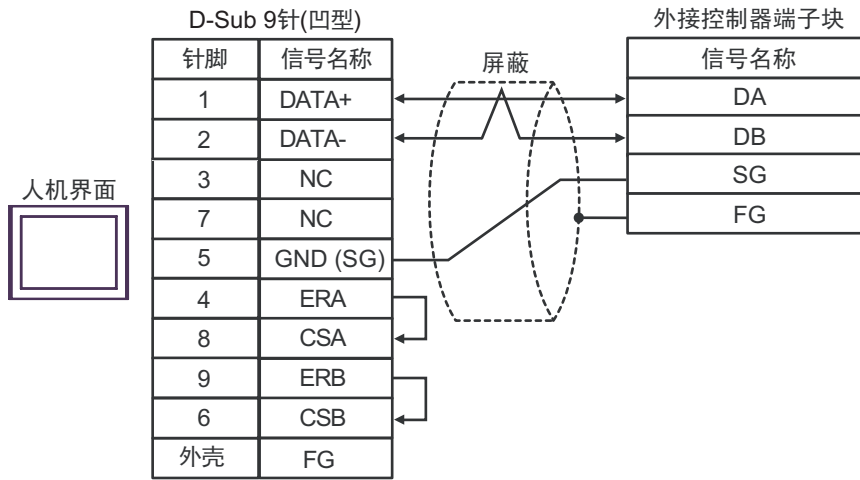 D-Sub 9针(凹型)
外接控制器端子块
针脚 信号名称
屏蔽
信号名称
1 DATA+
DA
2 DATA-
DB
3 NC
SG
人机界面
7 NC
FG
5 GND (SG)
4 ERA
8 CSA
9 ERB
6 CSB
外壳 FG